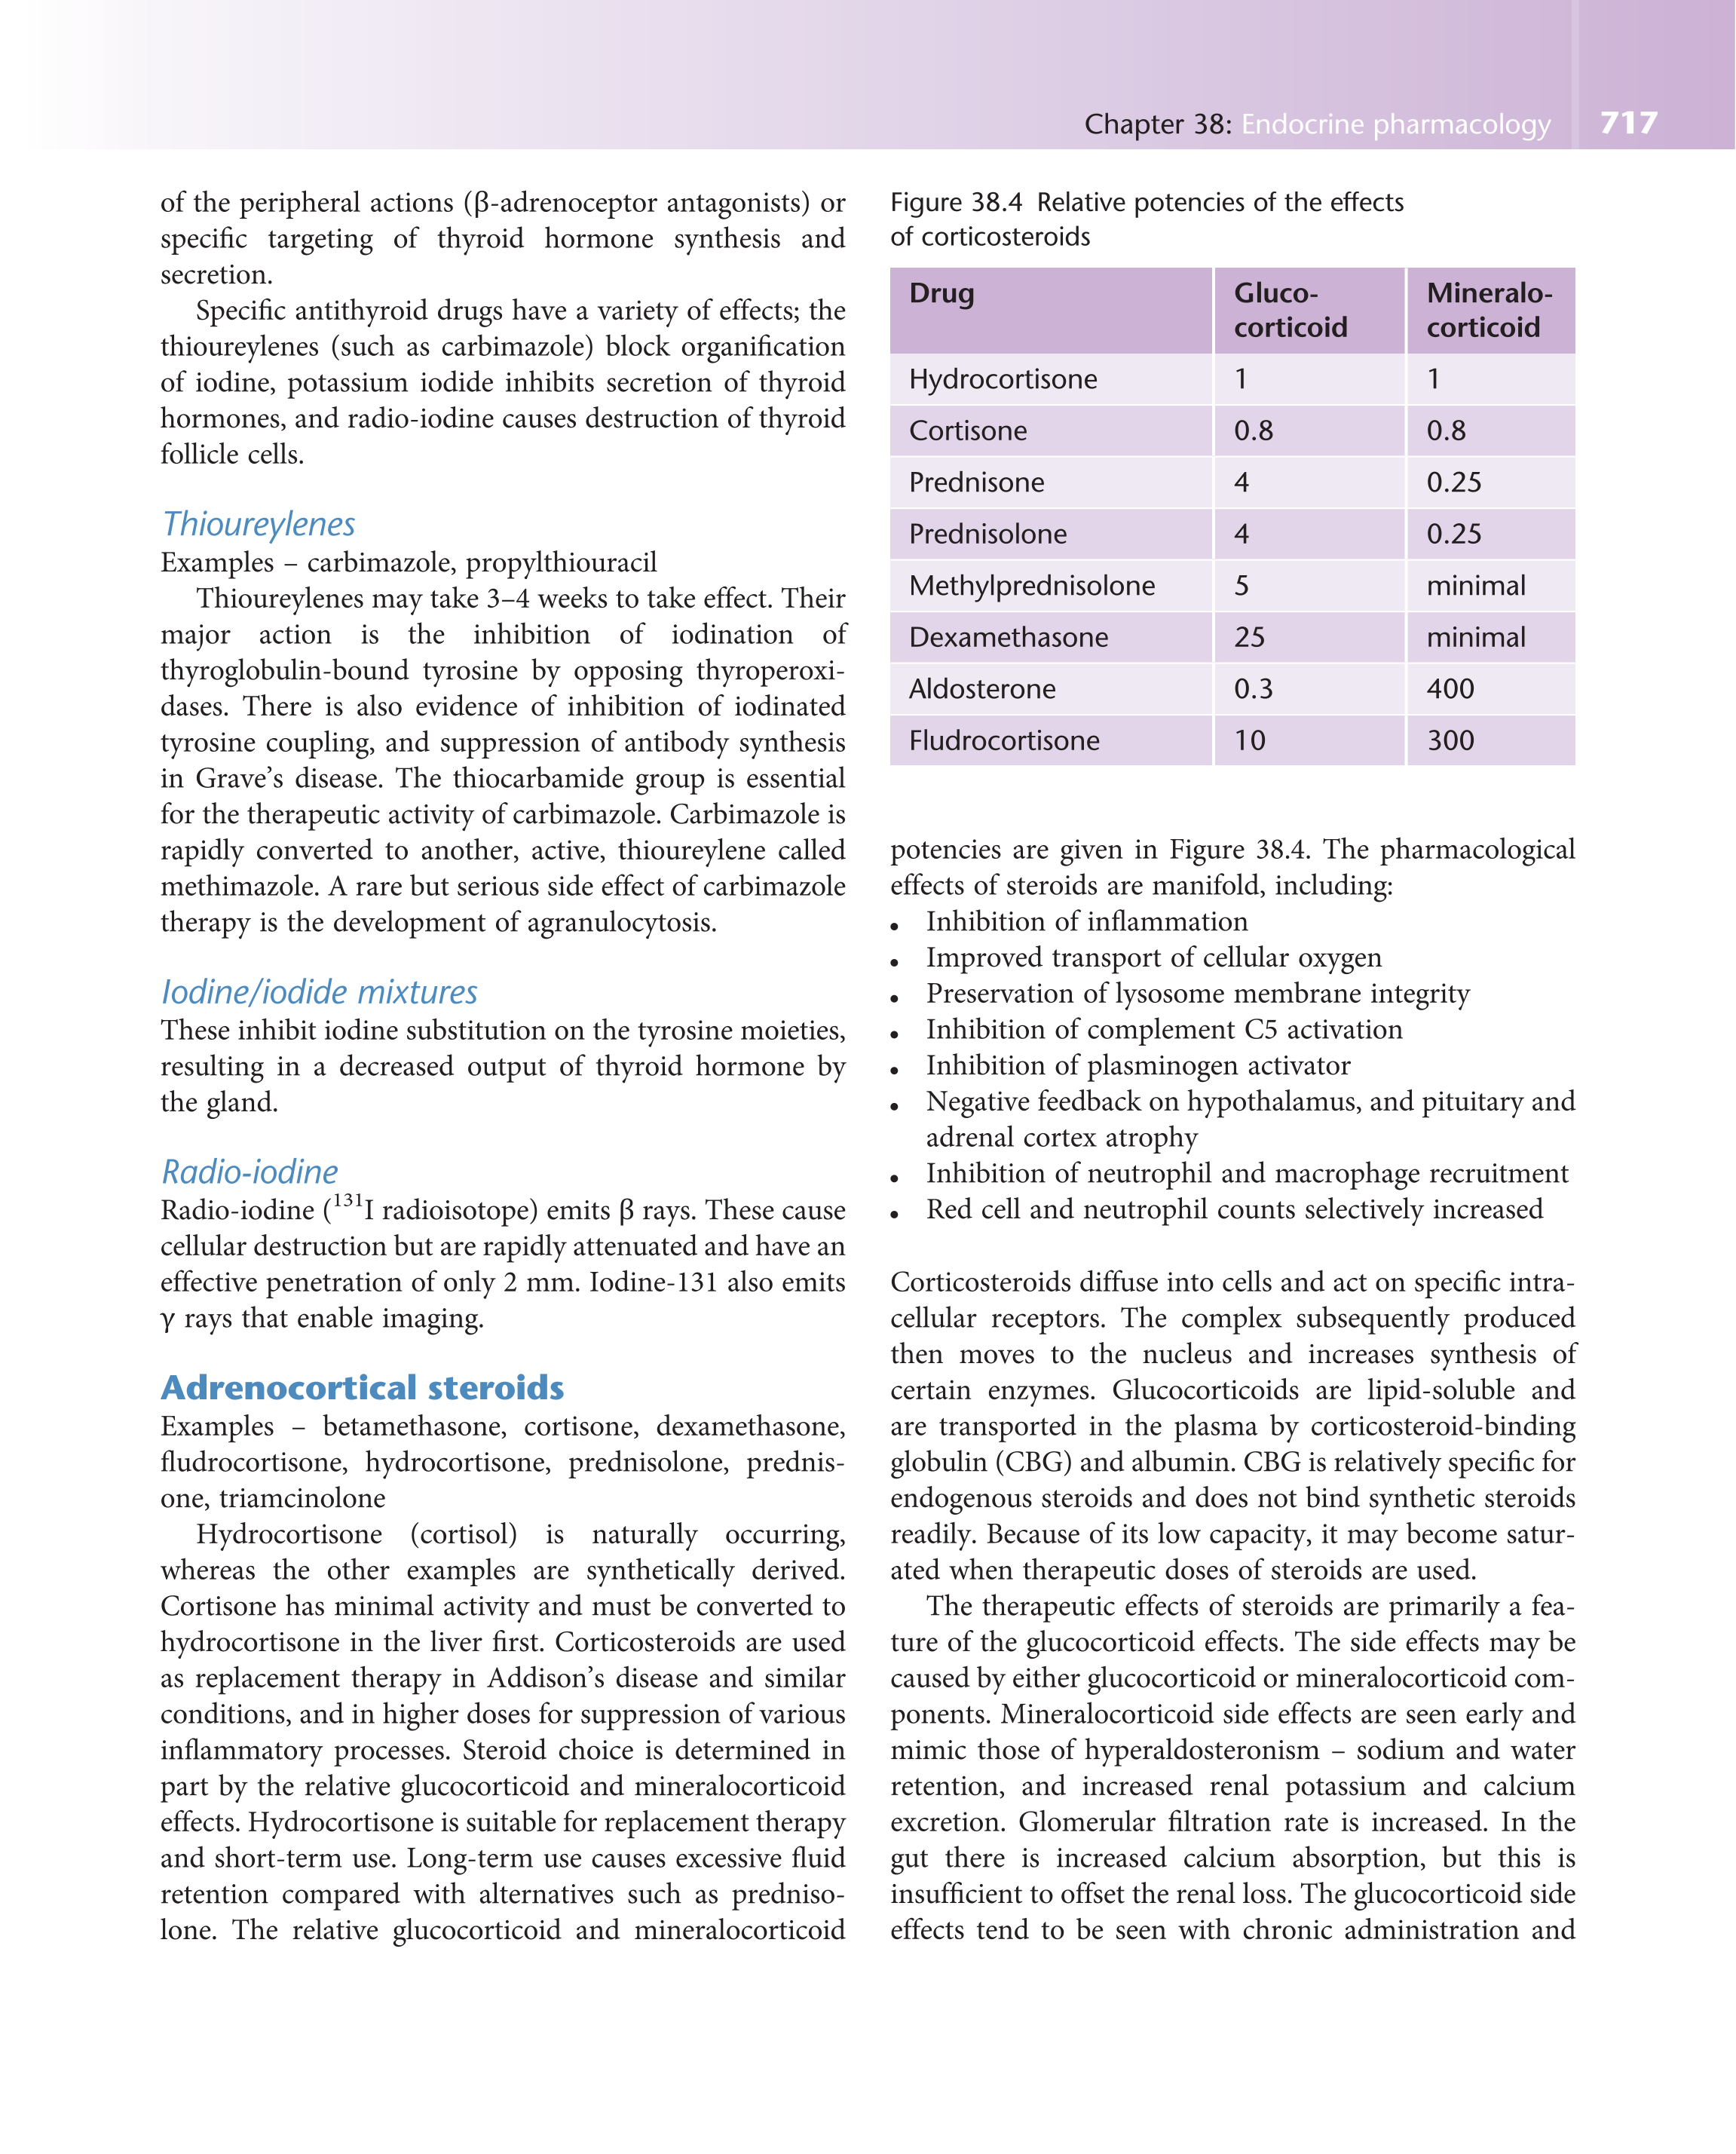 Chapter 38: Endocrine pharmacology 717
of the peripheral actions (β-adrenoceptor antagonists) or
specific targeting of thyroid hormone synthesis and
secretion.
Specific antithyroid drugs have a variety of effects; the
thioureylenes (such as carbimazole) block organification
of iodine, potassium iodide inhibits secretion of thyroid
hormones, and radio-iodine causes destruction of thyroid
follicle cells.
Thioureylenes
Examples – carbimazole, propylthiouracil
Thioureylenes may take 3–4 weeks to take effect. Their
major action is the inhibition of iodination of
thyroglobulin-bound tyrosine by opposing thyroperoxi-
dases. There is also evidence of inhibition of iodinated
tyrosine coupling, and suppression of antibody synthesis
in Grave's disease. The thiocarbamide group is essential
for the therapeutic activity of carbimazole. Carbimazole is
rapidly converted to another, active, thioureylene called
methimazole. A rare but serious side effect of carbimazole
therapy is the development of agranulocytosis.
Iodine/iodide mixtures
These inhibit iodine substitution on the tyrosine moieties,
resulting in a decreased output of thyroid hormone by
the gland.
Radio-iodine
Radio-iodine (¹³¹I radioisotope) emits β rays. These cause
cellular destruction but are rapidly attenuated and have an
effective penetration of only 2 mm. Iodine-131 also emits
γ rays that enable imaging.
Adrenocortical steroids
Examples – betamethasone, cortisone, dexamethasone,
fludrocortisone, hydrocortisone, prednisolone, prednis-
one, triamcinolone
Hydrocortisone (cortisol) is naturally occurring,
whereas the other examples are synthetically derived.
Cortisone has minimal activity and must be converted to
hydrocortisone in the liver first. Corticosteroids are used
as replacement therapy in Addison's disease and similar
conditions, and in higher doses for suppression of various
inflammatory processes. Steroid choice is determined in
part by the relative glucocorticoid and mineralocorticoid
effects. Hydrocortisone is suitable for replacement therapy
and short-term use. Long-term use causes excessive fluid
retention compared with alternatives such as predniso-
lone. The relative glucocorticoid and mineralocorticoid
Figure 38.4 Relative potencies of the effects
of corticosteroids
Drug Gluco- Mineralo-
corticoid corticoid
Hydrocortisone 1 1
Cortisone 0.8 0.8
Prednisone 4 0.25
Prednisolone 4 0.25
Methylprednisolone 5 minimal
Dexamethasone 25 minimal
Aldosterone 0.3 400
Fludrocortisone 10 300
potencies are given in Figure 38.4. The pharmacological
effects of steroids are manifold, including:
• Inhibition of inflammation
• Improved transport of cellular oxygen
• Preservation of lysosome membrane integrity
• Inhibition of complement C5 activation
• Inhibition of plasminogen activator
• Negative feedback on hypothalamus, and pituitary and
adrenal cortex atrophy
• Inhibition of neutrophil and macrophage recruitment
• Red cell and neutrophil counts selectively increased
Corticosteroids diffuse into cells and act on specific intra-
cellular receptors. The complex subsequently produced
then moves to the nucleus and increases synthesis of
certain enzymes. Glucocorticoids are lipid-soluble and
are transported in the plasma by corticosteroid-binding
globulin (CBG) and albumin. CBG is relatively specific for
endogenous steroids and does not bind synthetic steroids
readily. Because of its low capacity, it may become satur-
ated when therapeutic doses of steroids are used.
The therapeutic effects of steroids are primarily a fea-
ture of the glucocorticoid effects. The side effects may be
caused by either glucocorticoid or mineralocorticoid com-
ponents. Mineralocorticoid side effects are seen early and
mimic those of hyperaldosteronism – sodium and water
retention, and increased renal potassium and calcium
excretion. Glomerular filtration rate is increased. In the
gut there is increased calcium absorption, but this is
insufficient to offset the renal loss. The glucocorticoid side
effects tend to be seen with chronic administration and